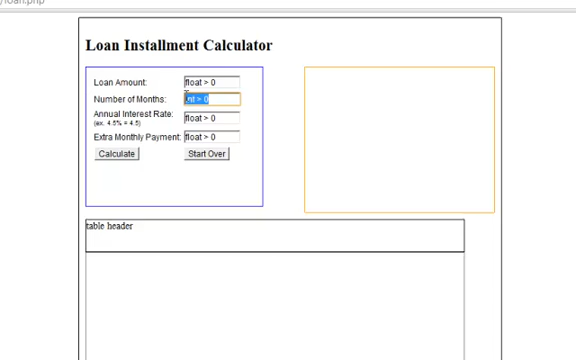 /loan.php
Loan Installment Calculator
Loan Amount: float > 0
Number of Months: int > 0
Annual Interest Rate: float > 0
(ex. 4.5% = 4.5)
Extra Monthly Payment: float > 0
Calculate Start Over
table header